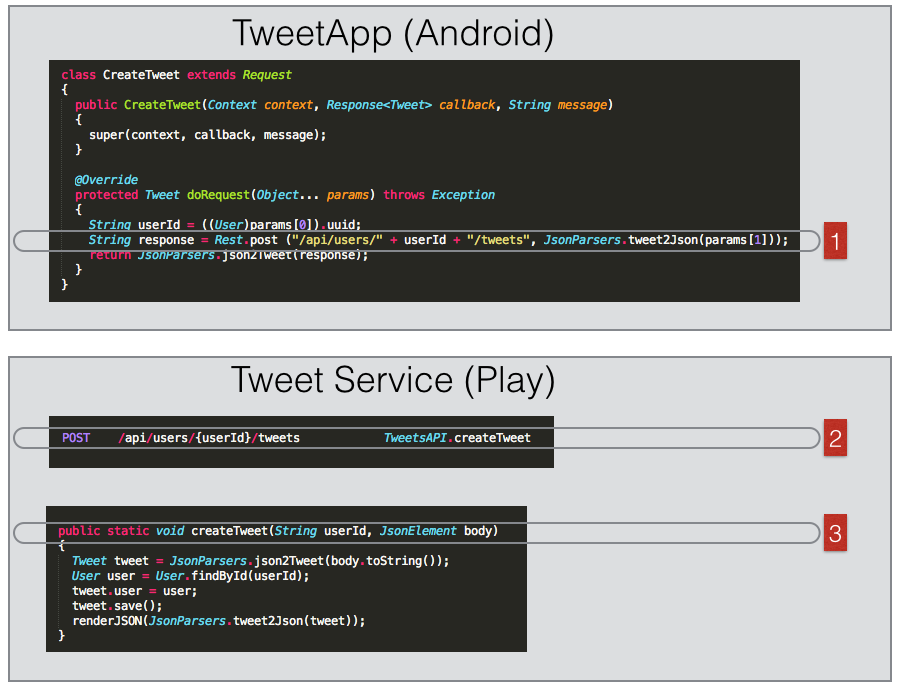 TweetApp (Android)
class CreateTweet extends Request
{
public CreateTweet(Context context, Response<Tweet> callback, String message)
{
super(context, callback, message);
}
@Override
protected Tweet doRequest(Object... params) throws Exception
{
String userId = ((User)params[0]).uuid;
String response = Rest.post ("/api/users/" + userId + "/tweets", JsonParsers.tweet2Json(params[1]));
1
return JsonParsers.json2Tweet(response);
}
}
Tweet Service (Play)
POST /api/users/{userId}/tweets TweetsAPI.createTweet
2
public static void createTweet(String userId, JsonElement body)
3
{
Tweet tweet = JsonParsers.json2Tweet(body.toString());
User user = User.findById(userId);
tweet.user = user;
tweet.save();
renderJSON(JsonParsers.tweet2Json(tweet));
}